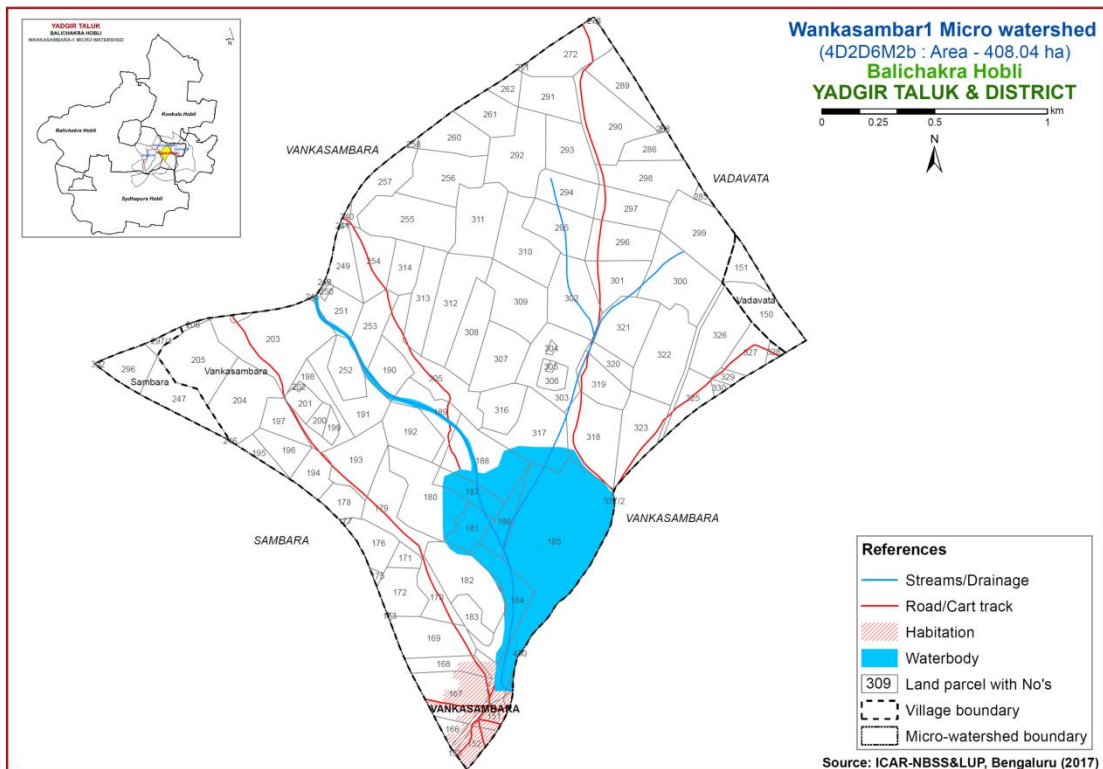 YADGIR TALUK
BALICHAKRA HOBLI
WANKASAMBARA-1 MICRO WATERSHED
N
Konkula Hobli
Balichakra Hobli
Sydhapura Hobli
Wankasambar1 Micro watershed
(4D2D6M2b : Area - 408.04 ha)
Balichakra Hobli
YADGIR TALUK & DISTRICT
km
0 0.25 0.5 1
N
272
289
262 291
261 290
260 286
292 293
VANKASAMBARA
256 298
257 294 VADAVATA
285
297
255 311 295 299
310 296
254
249 314 301 300 151
250 313 312 309 302 Vadavata
251 150
203 253 308 321 326
304
205 322 327
296 Vankasambara 198 252 190 307 305 320 329
Sambara 202 305 306 319 330
247 204 201 303 325
200 191 189 316
197 199 192 317 318 323
195 196 193 188
194 180 187
178 179 186
VANKASAMBARA
181
SAMBARA 176 185
171 182
172 170 184
183
169
168
167
VANKASAMBARA
151
166
152
References
Streams/Drainage
Road/Cart track
Habitation
Waterbody
309 Land parcel with No's
Village boundary
Micro-watershed boundary
Source: ICAR-NBSS&LUP, Bengaluru (2017)